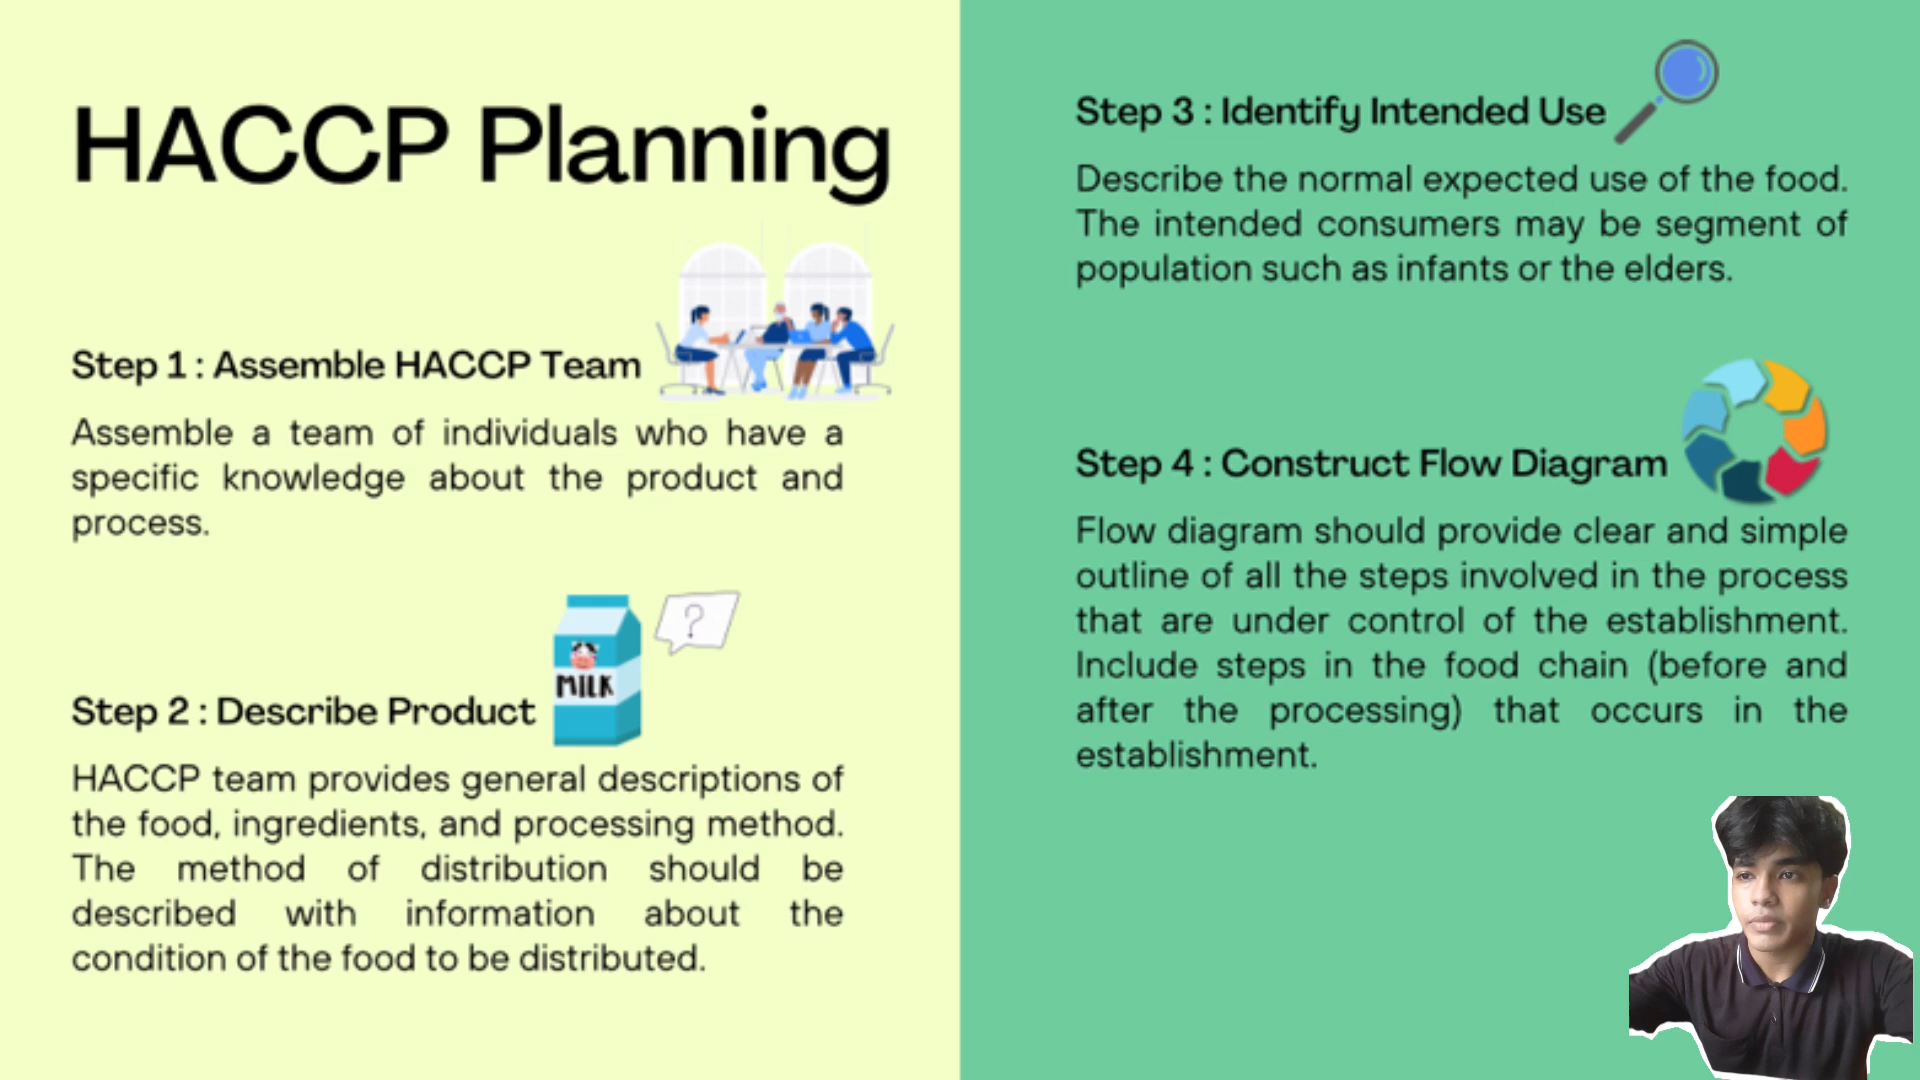 HACCP Planning
Step 1 : Assemble HACCP Team
Assemble a team of individuals who have a
specific knowledge about the product and
process.
?
MILK
Step 2 : Describe Product
HACCP team provides general descriptions of
the food, ingredients, and processing method.
The method of distribution should be
described with information about the
condition of the food to be distributed.
Step 3 : Identify Intended Use
Describe the normal expected use of the food.
The intended consumers may be segment of
population such as infants or the elders.
Step 4 : Construct Flow Diagram
Flow diagram should provide clear and simple
outline of all the steps involved in the process
that are under control of the establishment.
Include steps in the food chain (before and
after the processing) that occurs in the
establishment.